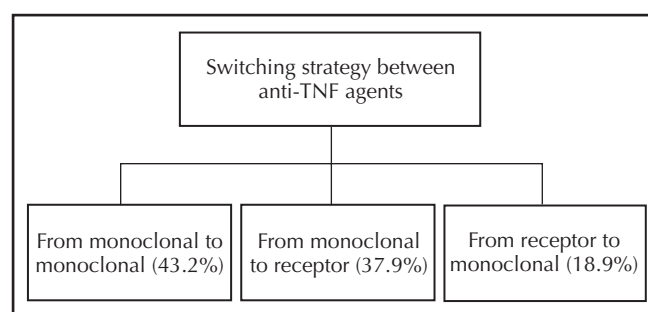 Switching strategy between
anti-TNF agents
From monoclonal to
monoclonal (43.2%)
From monoclonal
to receptor (37.9%)
From receptor to
monoclonal (18.9%)